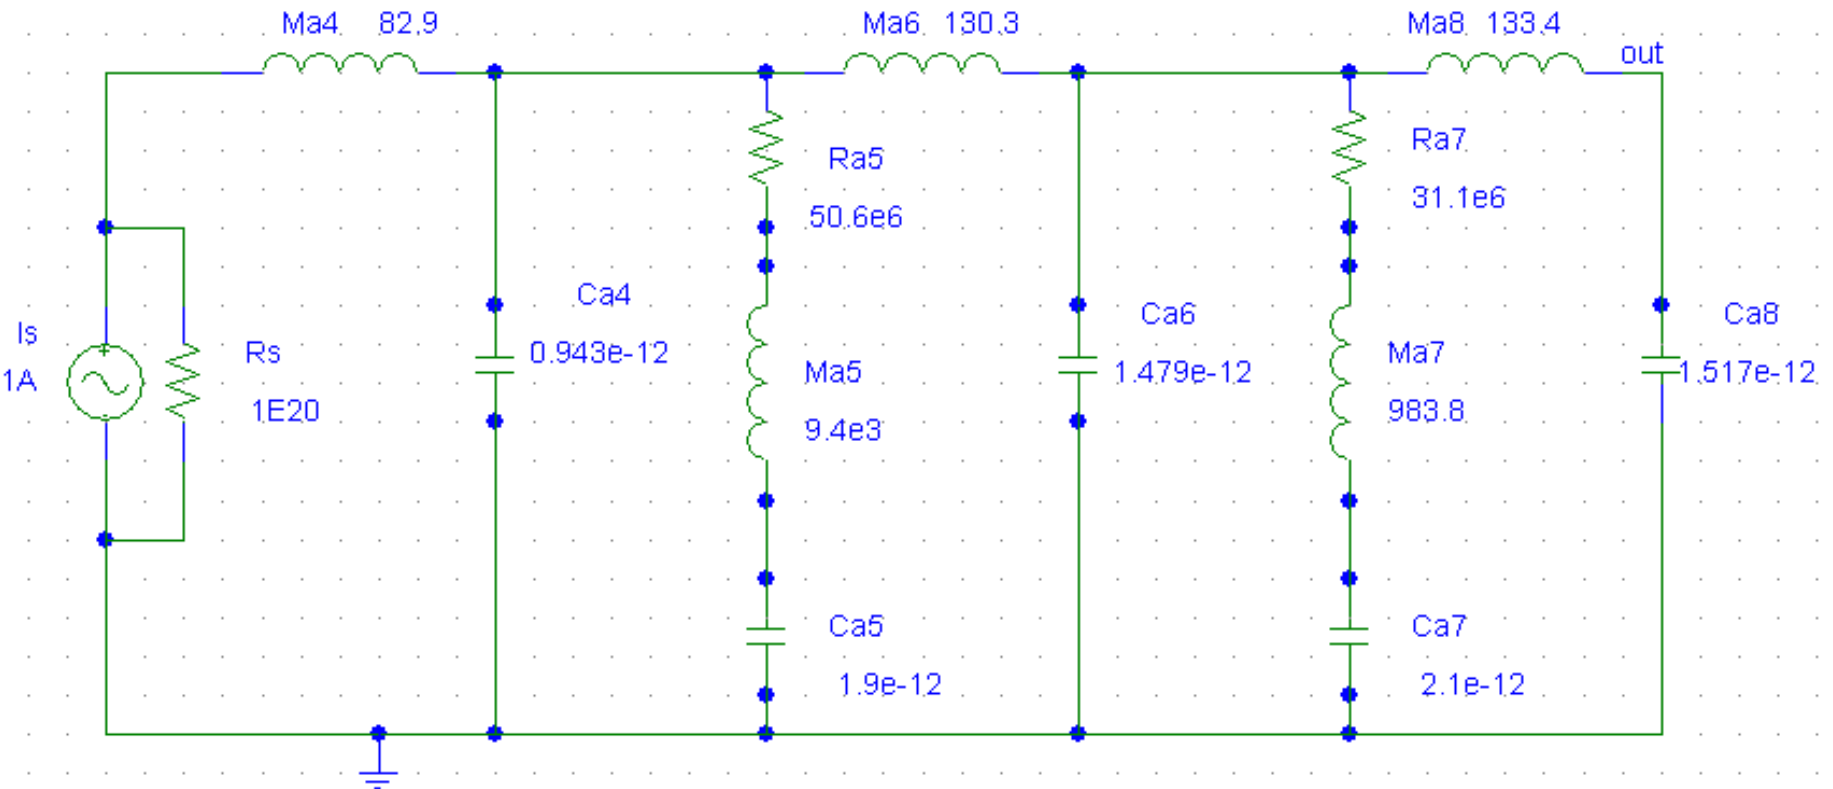 Ma4 82.9
Ma6 130.3
Ma8 133.4
out
Ra5
50.6e6
Ra7
31.1e6
Is
1A
Rs
1E20
Ca4
0.943e-12
Ma5
9.4e3
Ca6
1.479e-12
Ma7
983.8
Ca8
1.517e-12
Ca5
1.9e-12
Ca7
2.1e-12